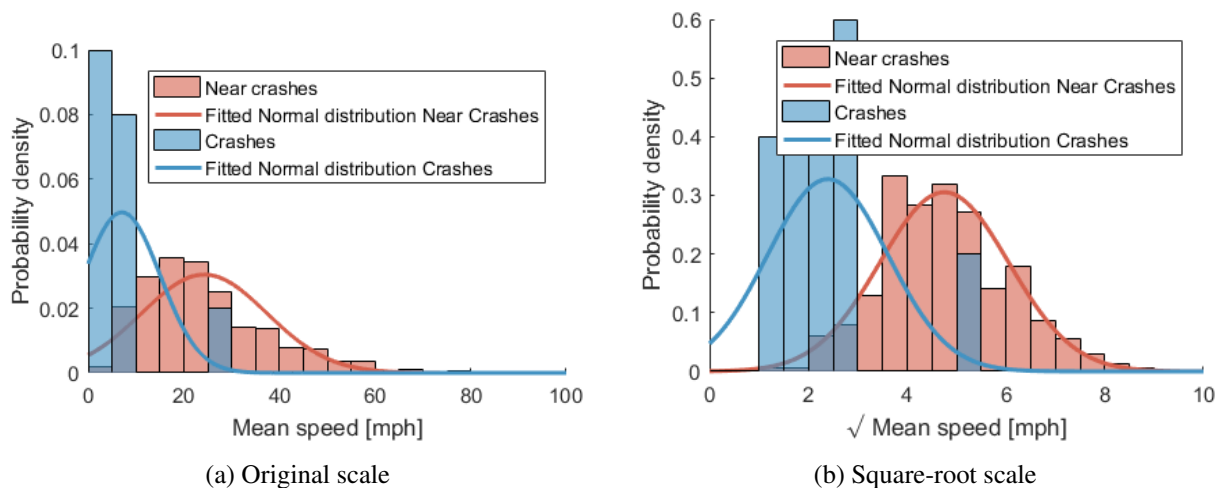 0.1
0.08
0.06
0.04
0.02
0
Probability density
0 20 40 60 80 100
Mean speed [mph]
Near crashes
Fitted Normal distribution Near Crashes
Crashes
Fitted Normal distribution Crashes
(a) Original scale
0.6
0.5
0.4
0.3
0.2
0.1
0
Probability density
0 2 4 6 8 10
√ Mean speed [mph]
Near crashes
Fitted Normal distribution Near Crashes
Crashes
Fitted Normal distribution Crashes
(b) Square-root scale